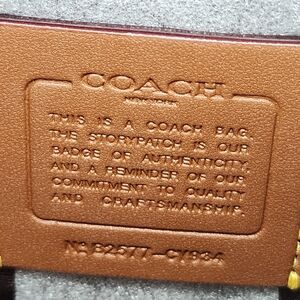 COACH
NEW YORK
THIS IS A COACH BAG.
THE STORYPATCH IS OUR
BADGE OF AUTHENTICITY
AND A REMINDER OF OUR
COMMITMENT TO QUALITY
AND CRAFTSMANSHIP.
Nº B2577-CY834